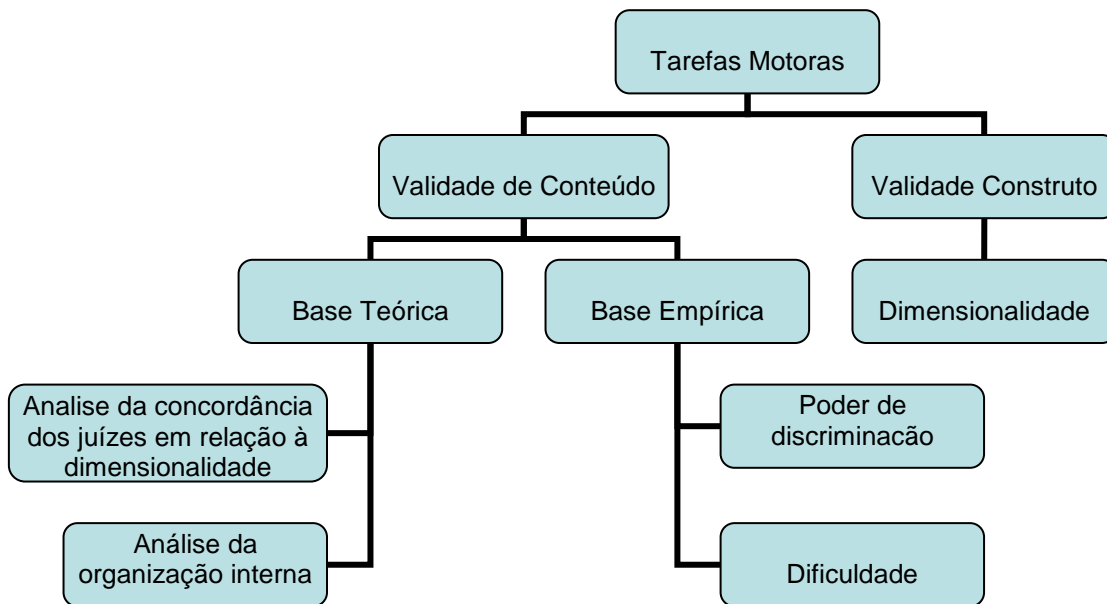 Tarefas Motoras
Validade de Conteúdo
Validade Construto
Base Teórica
Base Empírica
Dimensionalidade
Analise da concordância
dos juízes em relação à
dimensionalidade
Poder de
discriminacão
Análise da
organização interna
Dificuldade